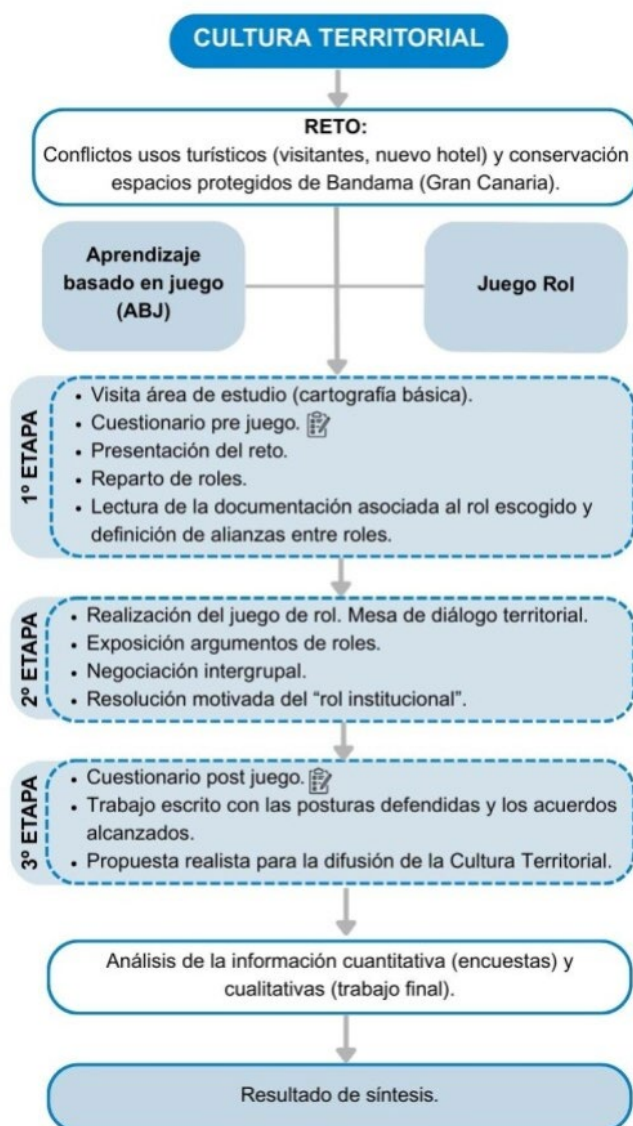 CULTURA TERRITORIAL
RETO:
Conflictos usos turísticos (visitantes, nuevo hotel) y conservación
espacios protegidos de Bandama (Gran Canaria).
Aprendizaje
basado en juego
(ABJ)
Juego Rol
1º ETAPA
• Visita área de estudio (cartografía básica).
• Cuestionario pre juego.
• Presentación del reto.
• Reparto de roles.
• Lectura de la documentación asociada al rol escogido y
definición de alianzas entre roles.
2º ETAPA
• Realización del juego de rol. Mesa de diálogo territorial.
• Exposición argumentos de roles.
• Negociación intergrupal.
• Resolución motivada del “rol institucional”.
3º ETAPA
• Cuestionario post juego.
• Trabajo escrito con las posturas defendidas y los acuerdos
alcanzados.
• Propuesta realista para la difusión de la Cultura Territorial.
Análisis de la información cuantitativa (encuestas) y
cualitativas (trabajo final).
Resultado de síntesis.